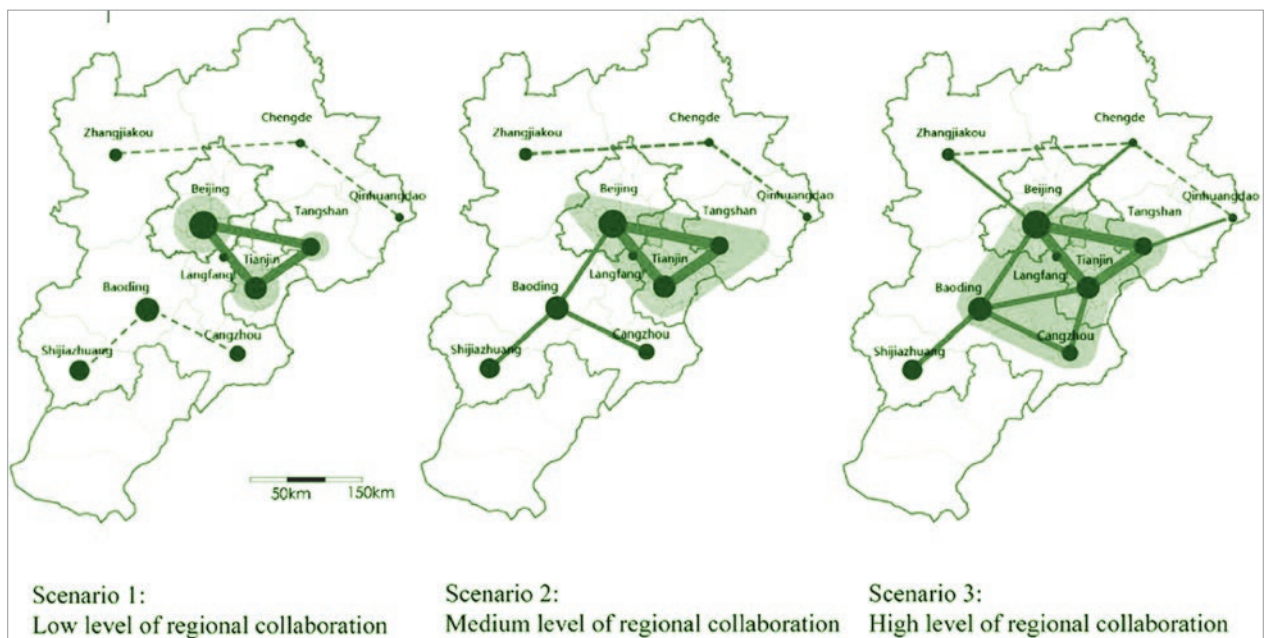 Chengde
Zhangjiakou
Beijing
Qinhuangdao
Tangshan
Tianjin
Langfang
Baoding
Cangzhou
Shijiazhuang
50km 150km
Scenario 1:
Low level of regional collaboration
Chengde
Zhangjiakou
Beijing
Qinhuangdao
Tangshan
Tianjin
Langfang
Baoding
Cangzhou
Shijiazhuang
Scenario 2:
Medium level of regional collaboration
Chengde
Zhangjiakou
Beijing
Qinhuangdao
Tangshan
Tianjin
Langfang
Baoding
Cangzhou
Shijiazhuang
Scenario 3:
High level of regional collaboration